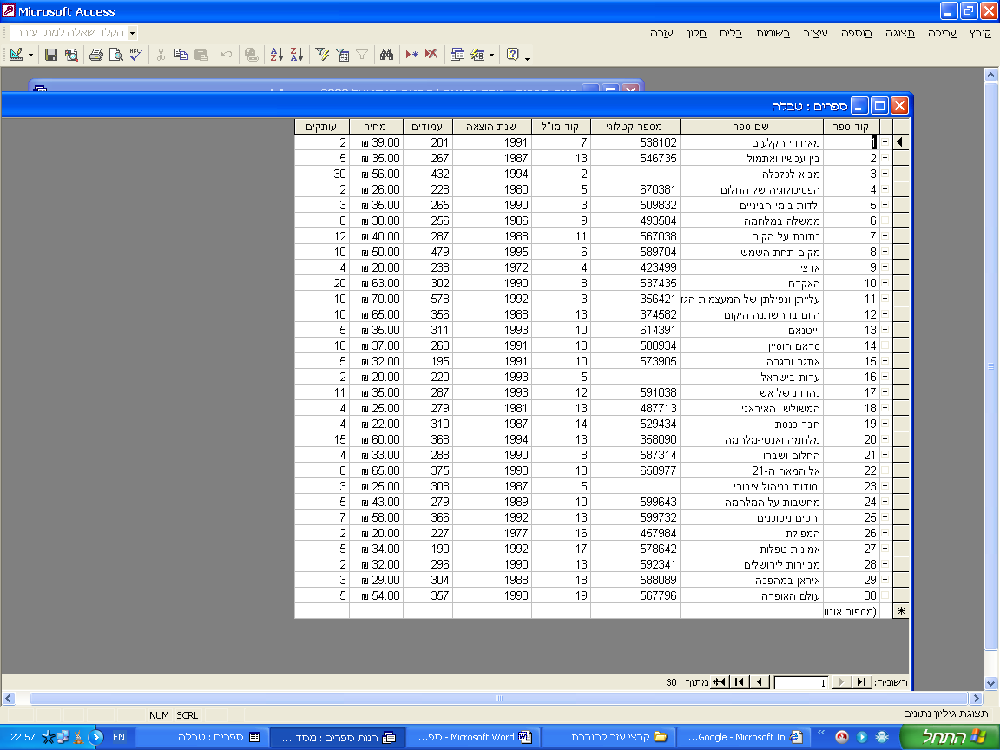 Microsoft Access
קובץ עריכה תצוגה הוספה עיצוב רשומות כלים חלון עזרה הקלד שאלה למתן עזרה
ספרים : טבלה
קוד ספר שם ספר מספר קטלוגי קוד מו"ל שנת הוצאה עמודים מחיר עותקים
1 מאחורי הקלעים 538102 7 1991 201 ₪ 39.00 2
2 בין עכשיו ואתמול 546735 13 1987 267 ₪ 35.00 5
3 מבוא לכלכלה 2 1994 432 ₪ 56.00 30
4 הפסיכולוגיה של החלום 670381 5 1980 228 ₪ 26.00 2
5 ילדות בימי הביניים 509832 3 1990 265 ₪ 35.00 3
6 ממשלה במלחמה 493504 9 1986 256 ₪ 38.00 8
7 כתובת על הקיר 567038 11 1988 287 ₪ 40.00 12
8 מקום תחת השמש 589704 6 1995 479 ₪ 50.00 10
9 ארצי 423499 4 1972 238 ₪ 20.00 4
10 האקדח 537435 8 1990 302 ₪ 63.00 20
11 עלייתן ונפילתן של המעצמות הגז 356421 3 1992 578 ₪ 70.00 10
12 היום בו השתנה היקום 374582 13 1988 356 ₪ 65.00 10
13 וייטנאם 614391 10 1993 311 ₪ 35.00 5
14 סדאם חוסיין 580934 10 1991 260 ₪ 37.00 10
15 אתגר ותגרה 573905 10 1991 195 ₪ 32.00 5
16 עדות בישראל 5 1993 220 ₪ 20.00 2
17 נהרות של אש 591038 12 1993 287 ₪ 35.00 11
18 המשולש האיראני 487713 13 1981 279 ₪ 25.00 4
19 חבר כנסת 529434 14 1987 310 ₪ 22.00 4
20 מלחמה ואנטי-מלחמה 358090 13 1994 368 ₪ 60.00 15
21 החלום ושברו 587314 8 1990 288 ₪ 33.00 4
22 אל המאה ה-21 650977 13 1993 375 ₪ 65.00 8
23 יסודות בניהול ציבורי 5 1987 308 ₪ 25.00 3
24 מחשבות על המלחמה 599643 10 1989 279 ₪ 43.00 5
25 יחסים מסוכנים 599732 13 1992 366 ₪ 58.00 7
26 המפולת 457984 16 1977 227 ₪ 20.00 2
27 אמונות טפלות 578642 17 1992 190 ₪ 34.00 5
28 מביירות לירושלים 592341 13 1990 296 ₪ 32.00 2
29 איראן במהפכה 588089 18 1988 304 ₪ 29.00 3
30 עולם האופרה 567796 19 1993 357 ₪ 54.00 5
(מספור אוטו
רשומה: 1 מתוך 30
תצוגת גיליון נתונים NUM SCRL
התחל Google - Microsoft In... קבצי עזר לחוברת ספ... - Microsoft Word חנות ספרים : מסד ... ספרים : טבלה EN 22:57